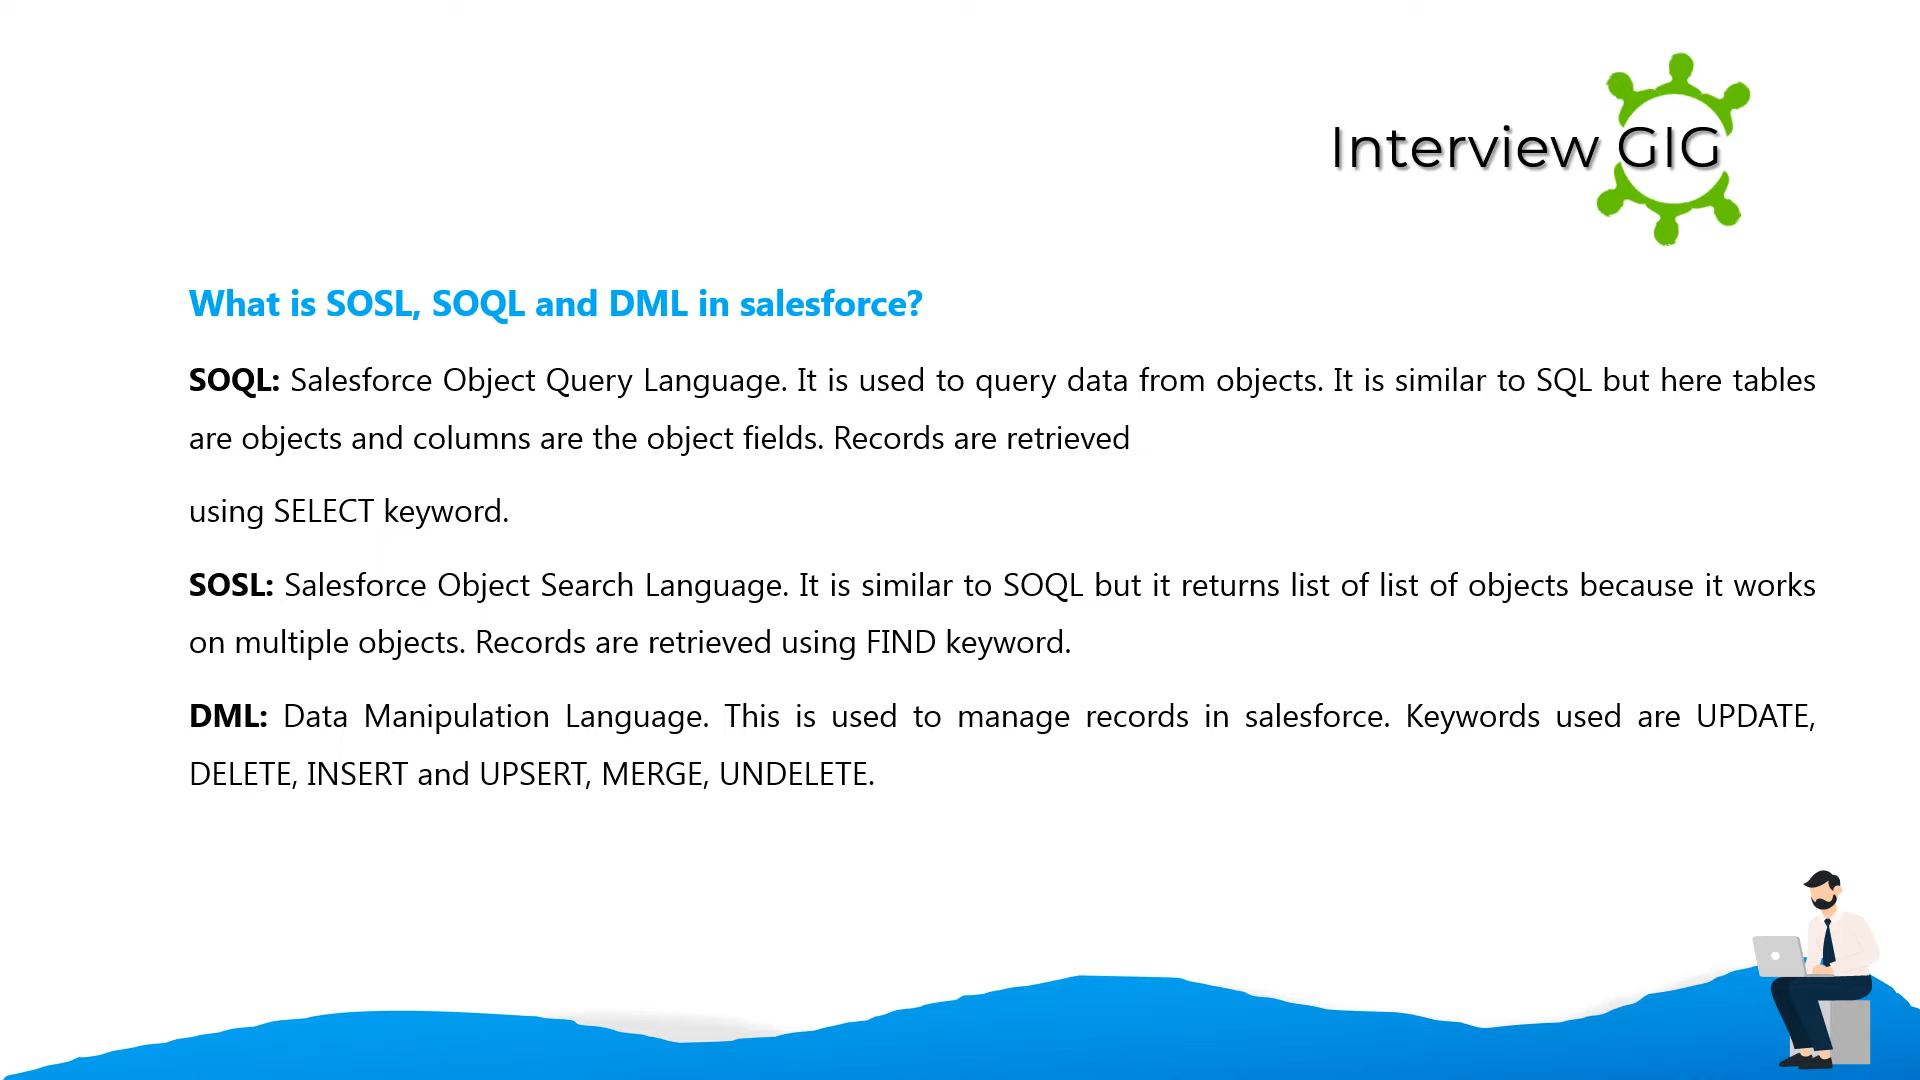 Interview GIG
What is SOSL, SOQL and DML in salesforce?
SOQL: Salesforce Object Query Language. It is used to query data from objects. It is similar to SQL but here tables
are objects and columns are the object fields. Records are retrieved
using SELECT keyword.
SOSL: Salesforce Object Search Language. It is similar to SOQL but it returns list of list of objects because it works
on multiple objects. Records are retrieved using FIND keyword.
DML: Data Manipulation Language. This is used to manage records in salesforce. Keywords used are UPDATE,
DELETE, INSERT and UPSERT, MERGE, UNDELETE.